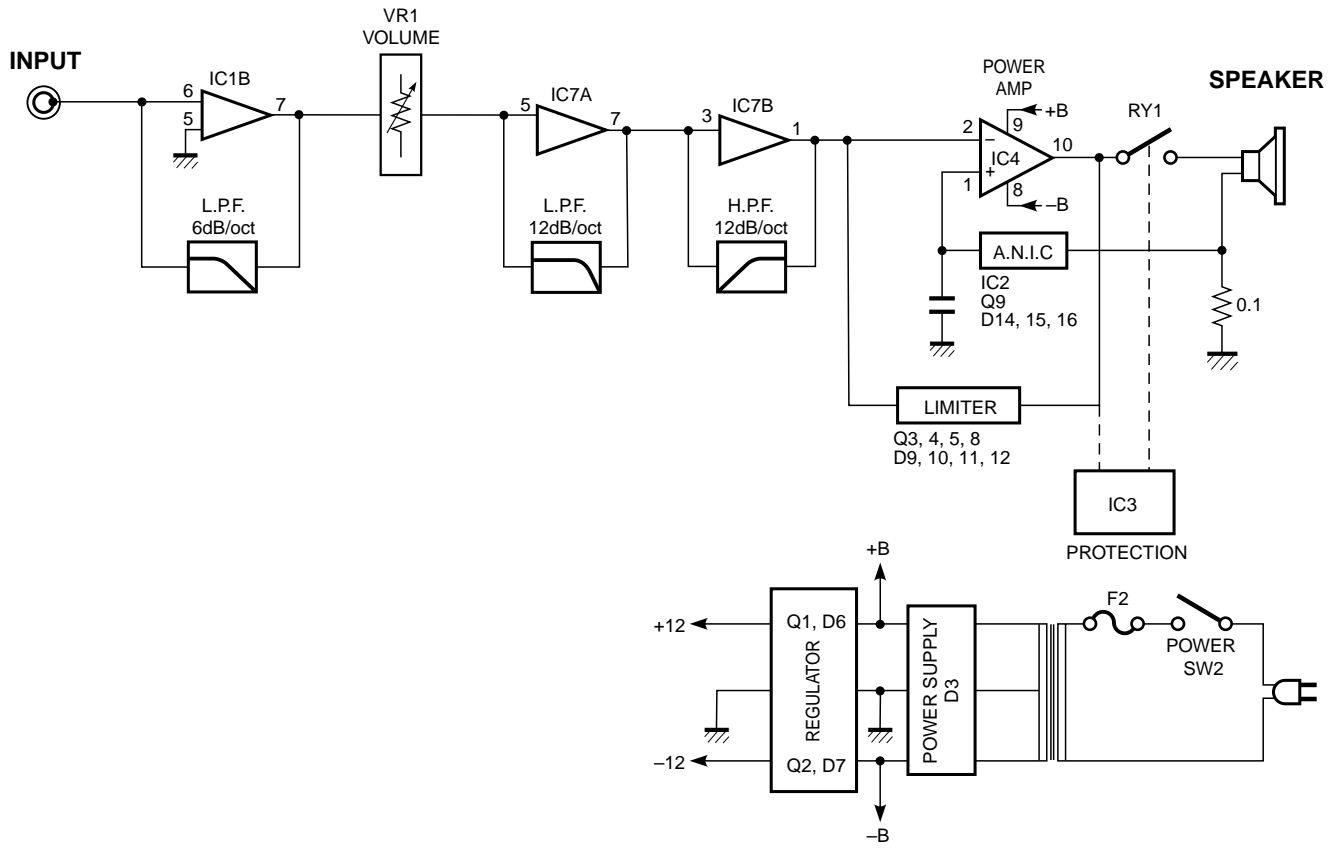 VR1
VOLUME
INPUT
IC1B
6
5
7
L.P.F.
6dB/oct
IC7A
5
7
L.P.F.
12dB/oct
IC7B
3
1
H.P.F.
12dB/oct
POWER
AMP
+B
9
2
–
IC4
10
+
1
8
–B
RY1
SPEAKER
A.N.I.C
IC2
Q9
D14, 15, 16
0.1
LIMITER
Q3, 4, 5, 8
D9, 10, 11, 12
IC3
PROTECTION
+B
+12
Q1, D6
REGULATOR
Q2, D7
–12
–B
POWER SUPPLY
D3
F2
POWER
SW2